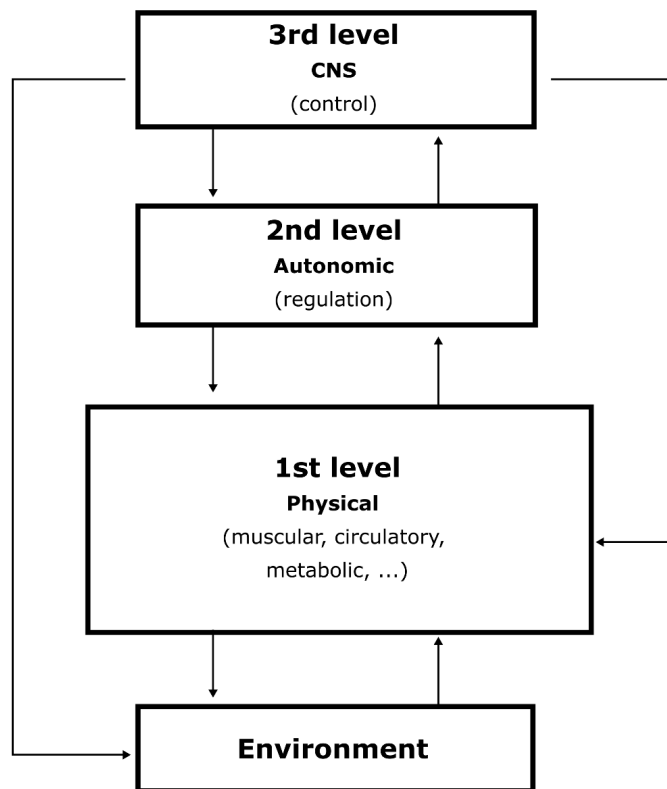 3rd level
CNS
(control)
2nd level
Autonomic
(regulation)
1st level
Physical
(muscular, circulatory,
metabolic, ...)
Environment